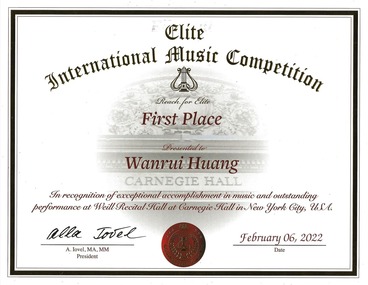 Elite
International Music Competition
Reach for Elite
First Place
Presented to
Wanrui Huang
CARNEGIE HALL
In recognition of exceptional accomplishment in music and outstanding
performance at Weill Recital Hall at Carnegie Hall in New York City, USA.
Alla Iovel
February 06, 2022
A. Iovel, MA, MM
President
Date